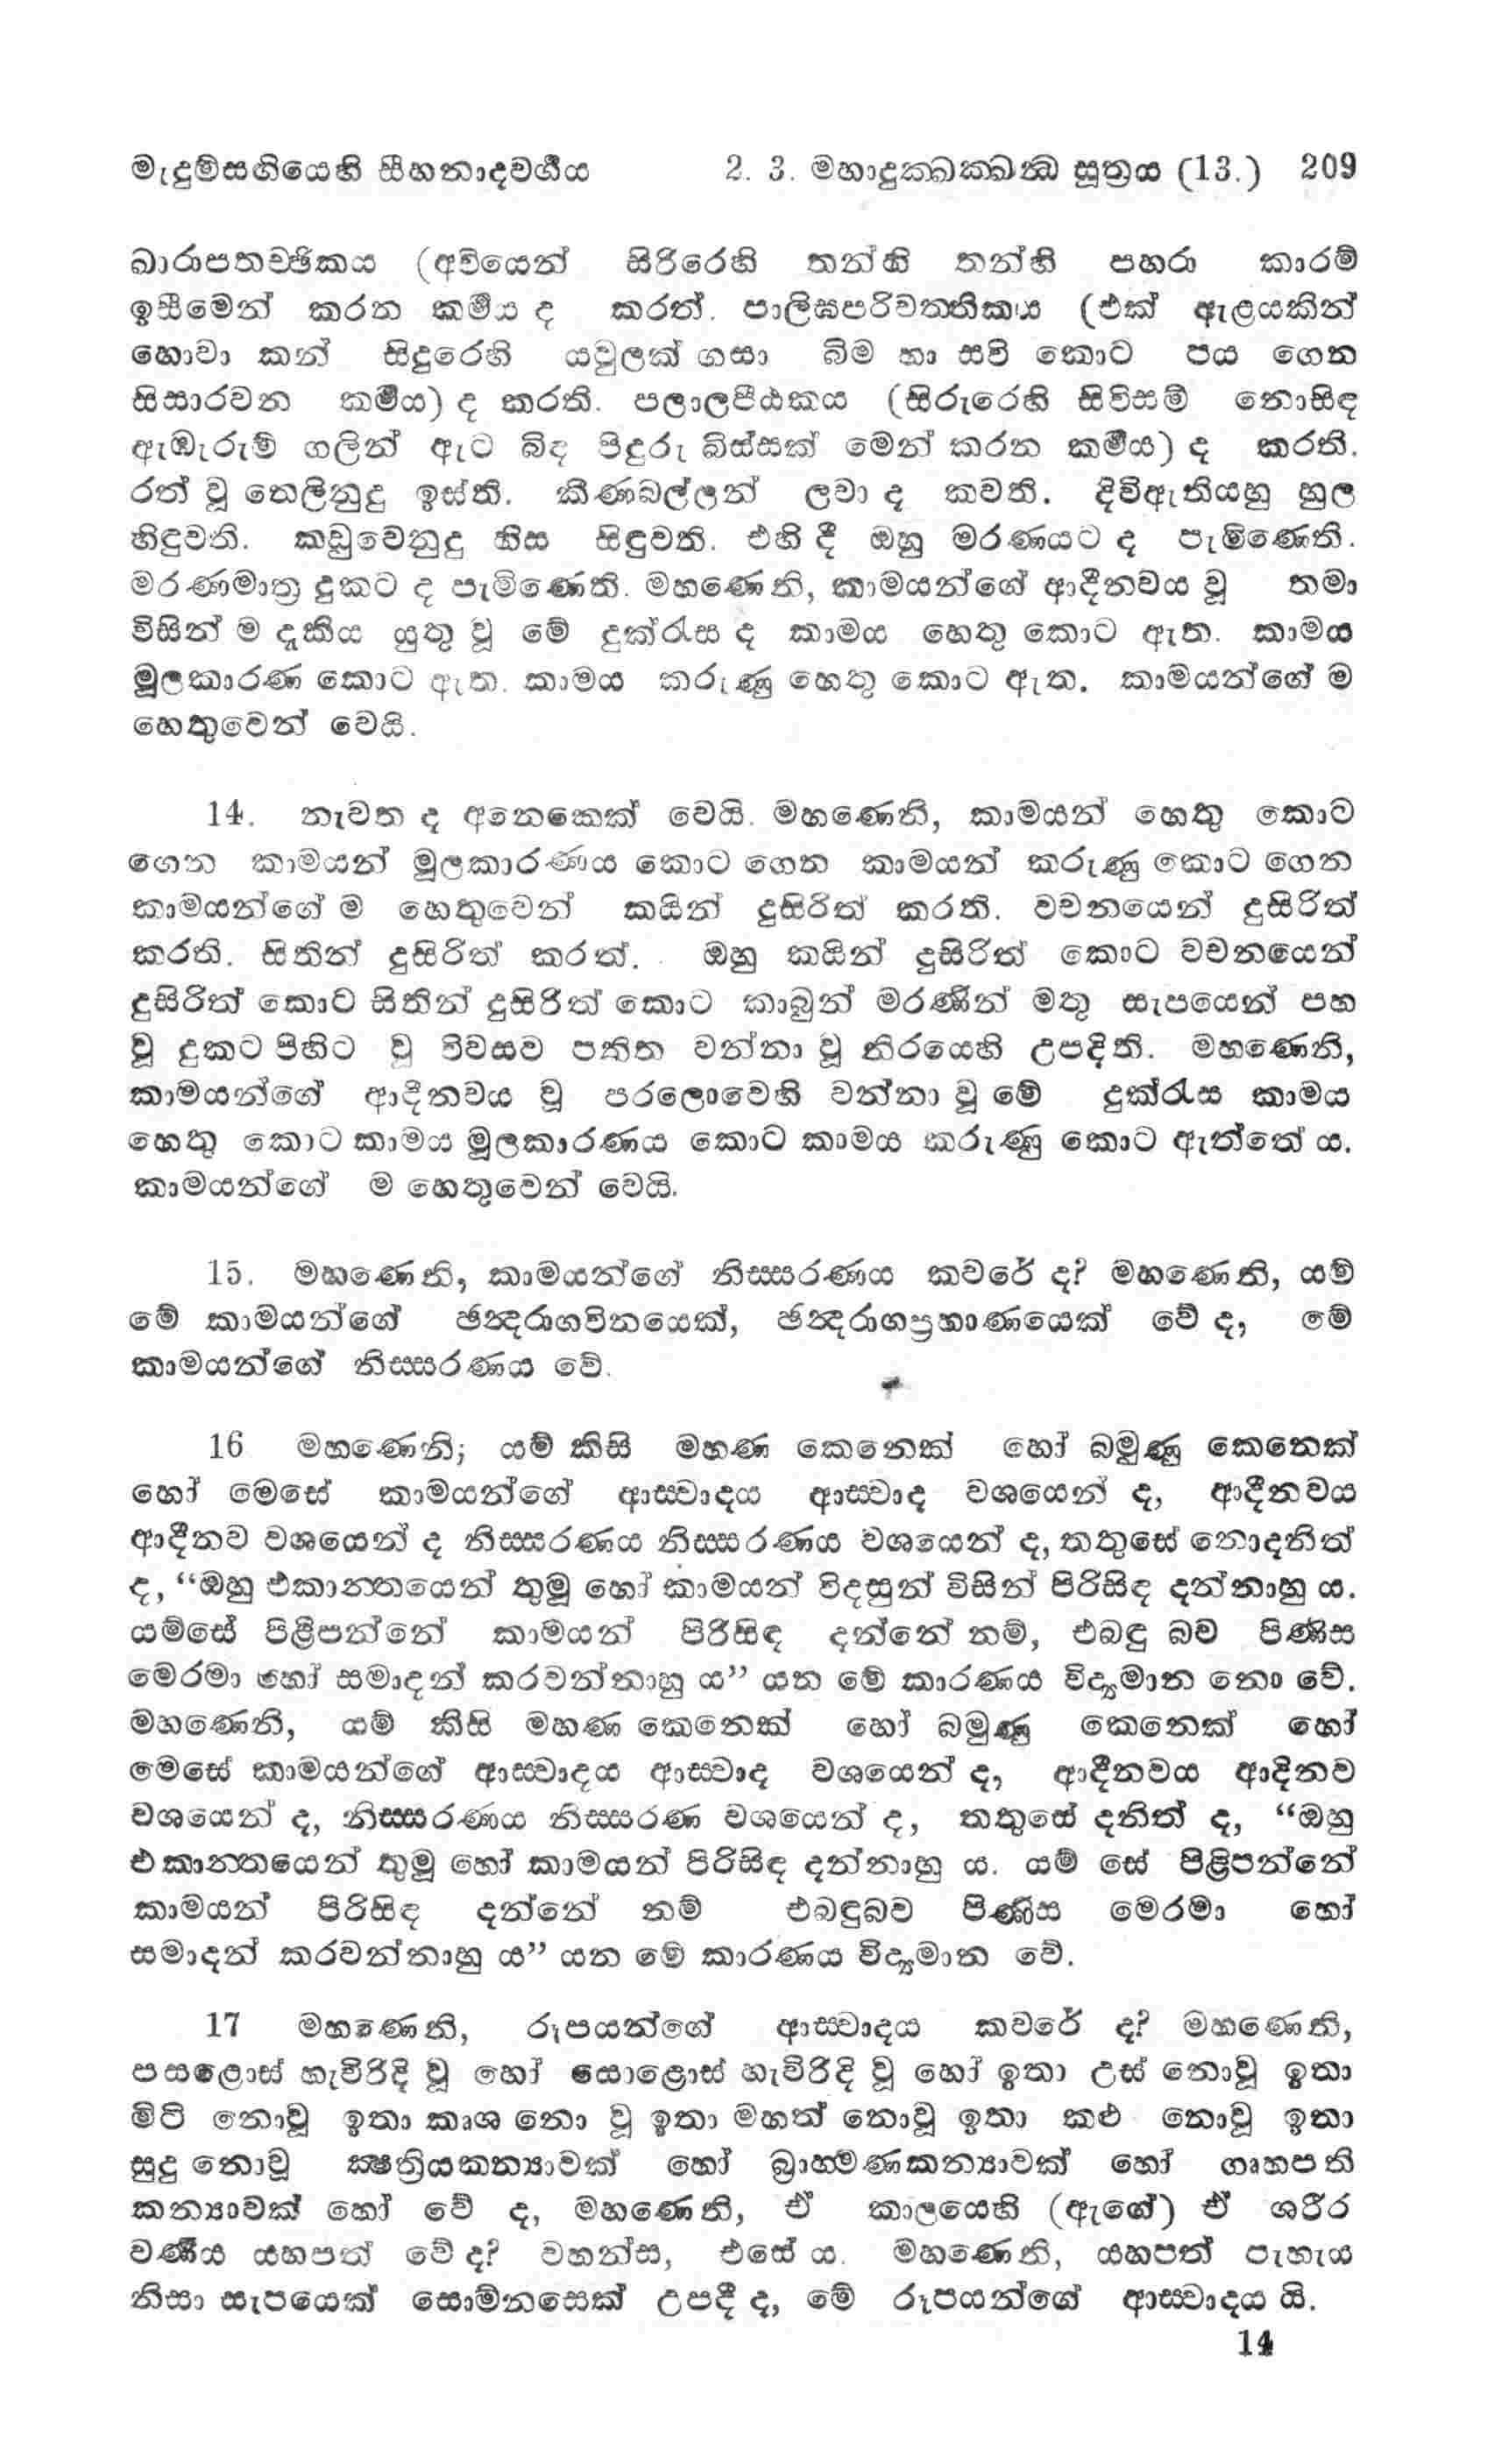 මැදුම්සඟියෙහි සීහනාදවර්ගය 2. 3. මහාදුක්ඛක්ඛන්ධ සූත්‍රය (13.) 209
ඛාරාපතච්ඡිකය (අවියෙන් සිරිරෙහි තන්හි තන්හි පහරා කාරම්
ඉසීමෙන් කරන කර්මය ද කරත්. පාලිඝපරිවත්තිකය (එක් ඇළයකින්
හොවා කන් සිදුරෙහි යවුලක් ගසා බිම හා සවි කොට පය ගෙන
සිසාරවන කර්මය) ද කරති. පලාලපීඨකය (සිරුරෙහි සිවිසම් නොසිඳ
ඇඹැරුම් ගලින් ඇට බිඳ පිදුරු බිස්සක් මෙන් කරන කර්මය) ද කරති.
රත් වූ තෙලිනුදු ඉස්ති. කීණබල්ලන් ලවා ද කවති. දිවිඇතියහු හුල
හිඳුවති. කඩුවෙනුදු හිස සිඳුවති. එහි දී ඔහු මරණයට ද පැමිණෙති.
මරණමාත්‍ර දුකට ද පැමිණෙති. මහණෙනි, කාමයන්ගේ ආදීනවය වූ තමා
විසින් ම දැකිය යුතු වූ මේ දුක්රැස ද කාමය හෙතු කොට ඇත. කාමය
මූලකාරණ කොට ඇත. කාමය කරුණු හෙතු කොට ඇත. කාමයන්ගේ ම
හෙතුවෙන් වෙයි.
14. නැවත ද අනෙකෙක් වෙයි. මහණෙනි, කාමයන් හෙතු කොට
ගෙන කාමයන් මූලකාරණය කොට ගෙන කාමයන් කරුණු කොට ගෙන
කාමයන්ගේ ම හෙතුවෙන් කයින් දුසිරිත් කරති. වචනයෙන් දුසිරිත්
කරති. සිතින් දුසිරිත් කරත්. ඔහු කයින් දුසිරිත් කොට වචනයෙන්
දුසිරිත් කොට සිතින් දුසිරිත් කොට කාබුන් මරණින් මතු සැපයෙන් පහ
වූ දුකට පිහිට වූ විවසව පතිත වන්නා වූ නිරයෙහි උපදිති. මහණෙනි,
කාමයන්ගේ ආදීනවය වූ පරලොවෙහි වන්නා වූ මේ දුක්රැස කාමය
හෙතු කොට කාමය මූලකාරණය කොට කාමය කරුණු කොට ඇත්තේ ය.
කාමයන්ගේ ම හෙතුවෙන් වෙයි.
15. මහණෙනි, කාමයන්ගේ නිස්සරණය කවරේ ද? මහණෙනි, යම්
මේ කාමයන්ගේ ඡන්දරාගවිනයෙක්, ඡන්දරාගප්‍රහාණයෙක් වේ ද, මේ
කාමයන්ගේ නිස්සරණය වේ.
16 මහණෙනි; යම් කිසි මහණ කෙනෙක් හෝ බමුණු කෙනෙක්
හෝ මෙසේ කාමයන්ගේ ආස්වාදය ආස්වාද වශයෙන් ද, ආදීනවය
ආදීනව වශයෙන් ද නිස්සරණය නිස්සරණය වශයෙන් ද, තතුසේ නොදනිත්
ද, “ඔහු එකාන්තයෙන් තුමූ හෝ කාමයන් විදසුන් විසින් පිරිසිඳ දන්නාහු ය.
යම්සේ පිළිපන්නේ කාමයන් පිරිසිඳ දන්නේ නම්, එබඳු බව පිණිස
මෙරමා හෝ සමාදන් කරවන්නාහු ය” යන මේ කාරණය විද්‍යමාන නො වේ.
මහණෙනි, යම් කිසි මහණ කෙනෙක් හෝ බමුණු කෙනෙක් හෝ
මෙසේ කාමයන්ගේ ආස්වාදය ආස්වාද වශයෙන් ද, ආදීනවය ආදිනව
වශයෙන් ද, නිස්සරණය නිස්සරණ වශයෙන් ද, තතුසේ දනිත් ද, “ඔහු
එකාන්තයෙන් තුමූ හෝ කාමයන් පිරිසිඳ දන්නාහු ය. යම් සේ පිළිපන්නේ
කාමයන් පිරිසිඳ දන්නේ නම් එබඳුබව පිණිස මෙරමා හෝ
සමාදන් කරවන්නාහු ය” යන මේ කාරණය විද්‍යමාන වේ.
17 මහණෙනි, රූපයන්ගේ ආස්වාදය කවරේ ද? මහණෙනි,
පසළොස් හැවිරිදි වූ හෝ සොළොස් හැවිරිදි වූ හෝ ඉතා උස් නොවූ ඉතා
මිටි නොවූ ඉතා කෘශ නො වූ ඉතා මහත් නොවූ ඉතා කළු නොවූ ඉතා
සුදු නොවූ ක්ෂත්‍රියකන්‍යාවක් හෝ බ්‍රාහ්මණකන්‍යාවක් හෝ ගෘහපති
කන්‍යාවක් හෝ වේ ද, මහණෙනි, ඒ කාලයෙහි (ඇගේ) ඒ ශරීර
වර්ණය යහපත් වේ ද? වහන්ස, එසේ ය. මහණෙනි, යහපත් පැහැය
නිසා සැපයෙක් සොම්නසෙක් උපදී ද, මේ රූපයන්ගේ ආස්වාදය යි.
14